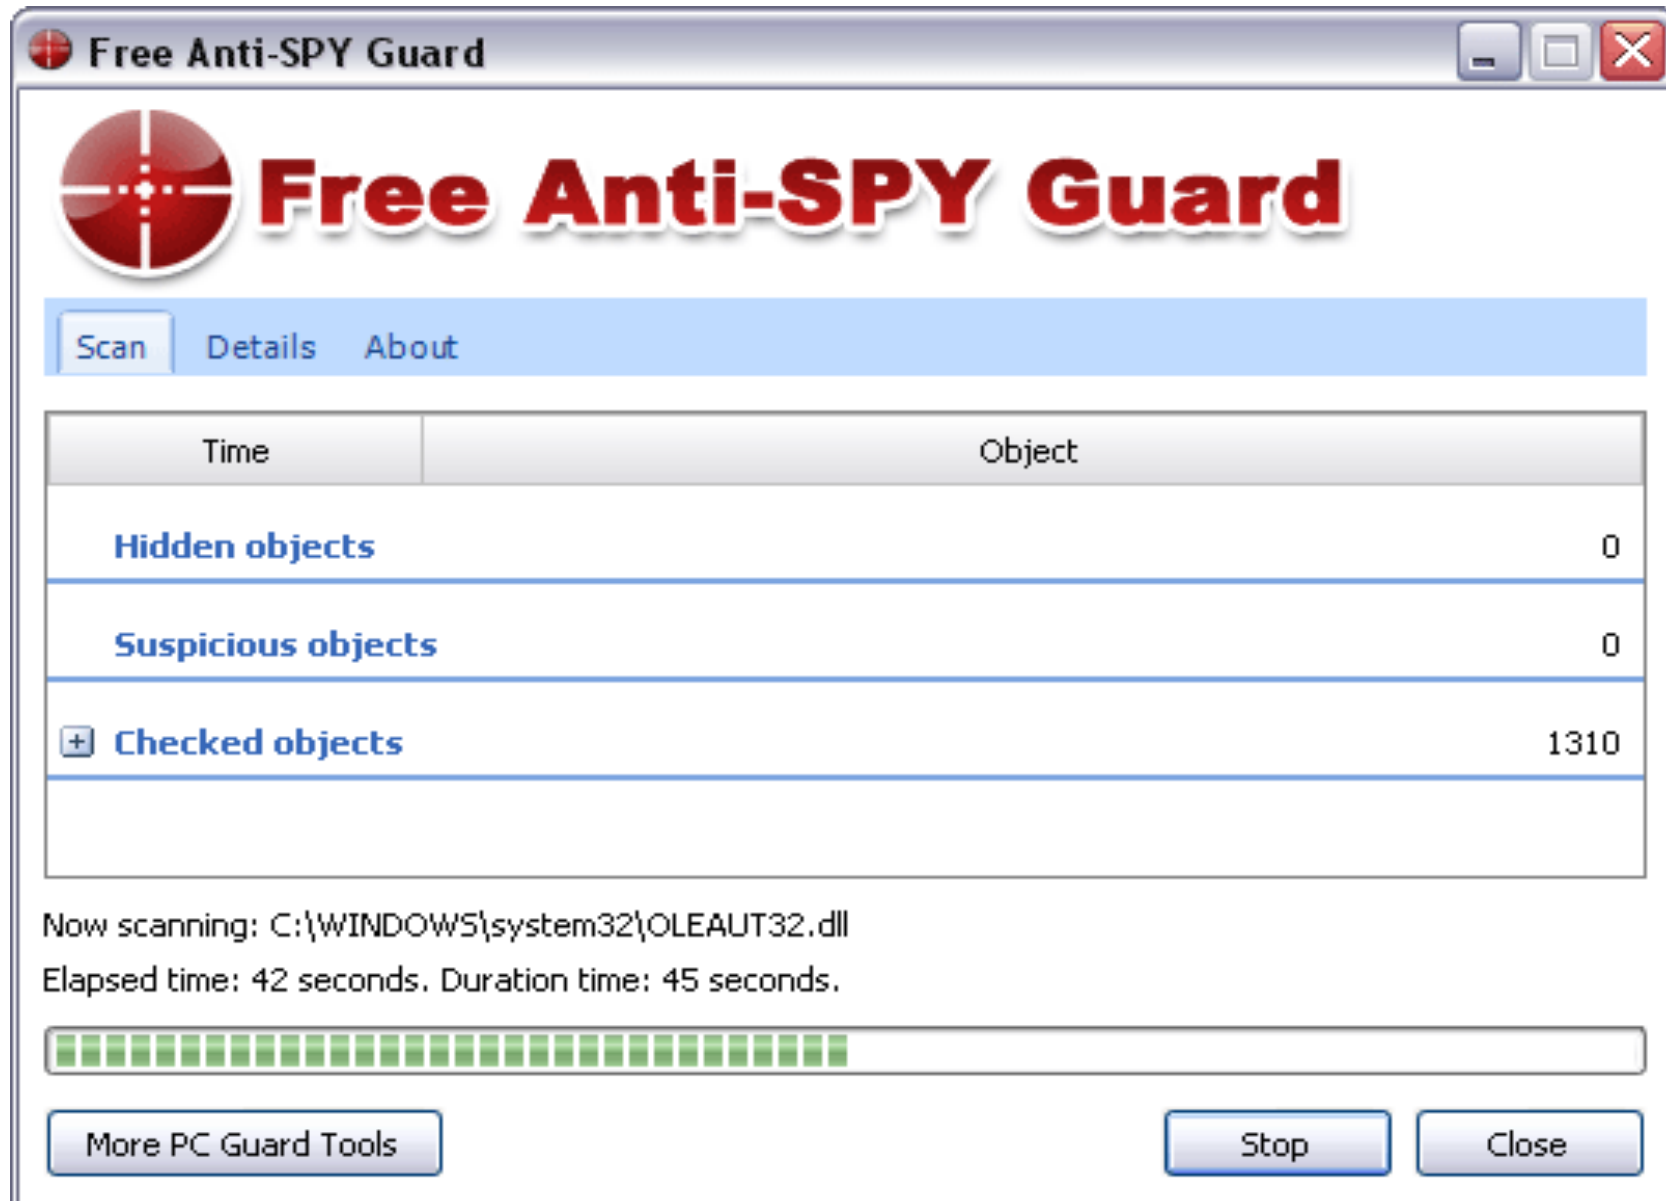 Free Anti-SPY Guard
Free Anti-SPY Guard
Scan Details About
Time Object
Hidden objects 0
Suspicious objects 0
Checked objects 1310
Now scanning: C:\WINDOWS\system32\OLEAUT32.dll
Elapsed time: 42 seconds. Duration time: 45 seconds.
More PC Guard Tools Stop Close